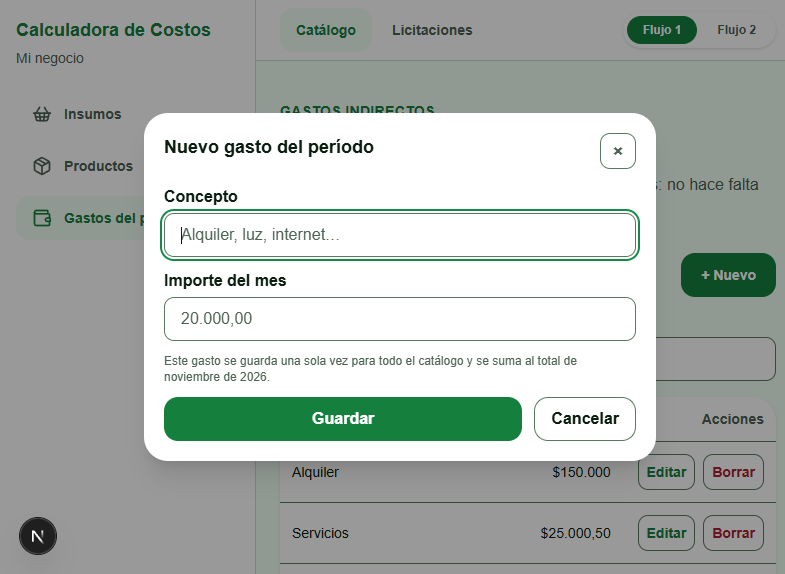 Calculadora de Costos
Mi negocio
Catálogo
Licitaciones
Flujo 1
Flujo 2
Insumos
Productos
Gastos del p
GASTOS INDIRECTOS
: no hace falta
+ Nuevo
Nuevo gasto del período
×
Concepto
Alquiler, luz, internet…
Importe del mes
20.000,00
Este gasto se guarda una sola vez para todo el catálogo y se suma al total de
noviembre de 2026.
Guardar
Cancelar
Acciones
Alquiler $150.000 Editar Borrar
Servicios $25.000,50 Editar Borrar
N